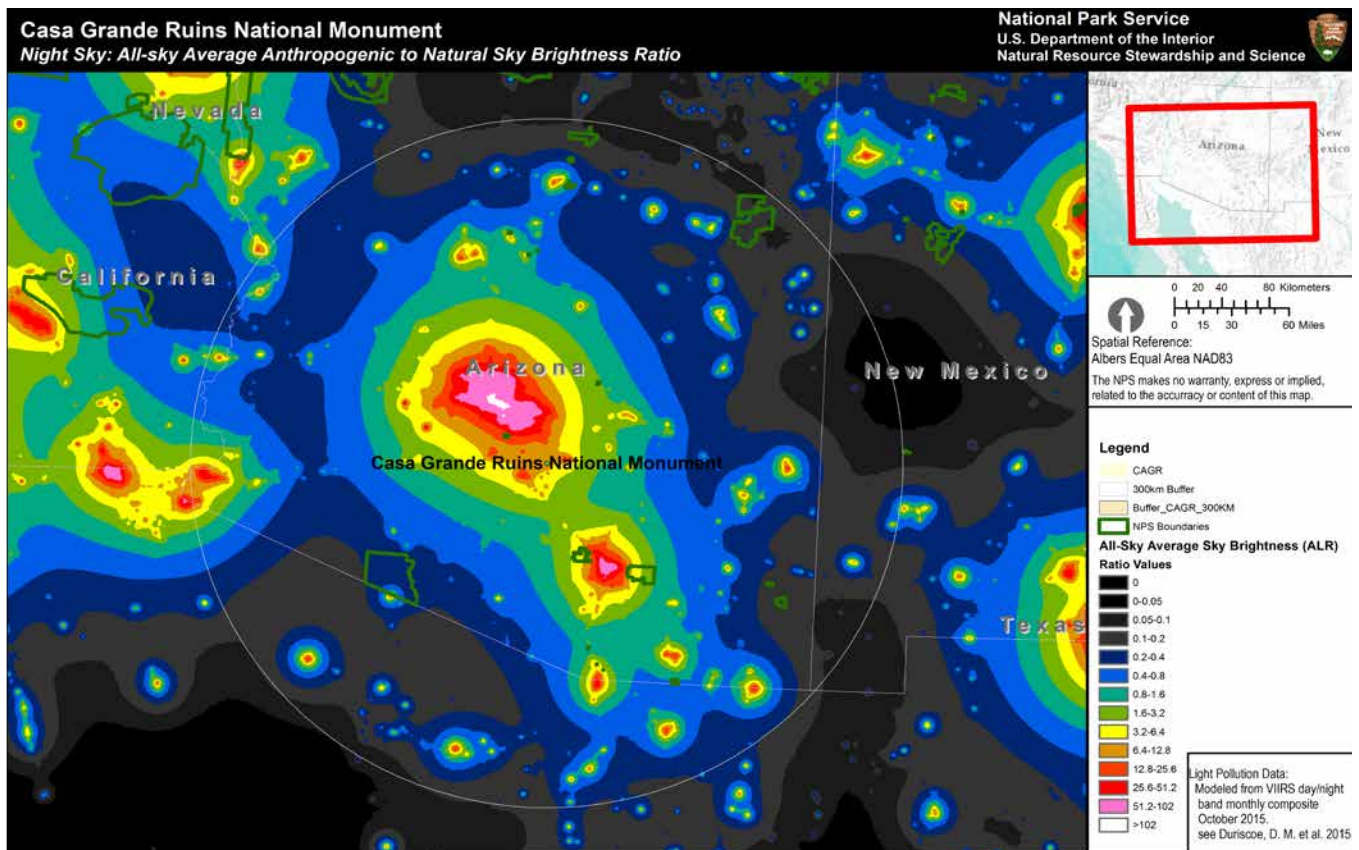 Casa Grande Ruins National Monument
Night Sky: All-sky Average Anthropogenic to Natural Sky Brightness Ratio
National Park Service
U.S. Department of the Interior
Natural Resource Stewardship and Science
Nevada
California
Arizona
New Mexico
Casa Grande Ruins National Monument
Texas
Arizona
New
Mexico
0 20 40 80 Kilometers
0 15 30 60 Miles
Spatial Reference:
Albers Equal Area NAD83
The NPS makes no warranty, express or implied,
related to the accurracy or content of this map.
Legend
CAGR
300km Buffer
Buffer_CAGR_300KM
NPS Boundaries
All-Sky Average Sky Brightness (ALR)
Ratio Values
0
0-0.05
0.05-0.1
0.1-0.2
0.2-0.4
0.4-0.8
0.8-1.6
1.6-3.2
3.2-6.4
6.4-12.8
12.8-25.6
25.6-51.2
51.2-102
>102
Light Pollution Data:
Modeled from VIIRS day/night
band monthly composite
October 2015.
see Duriscoe, D. M. et al. 2015